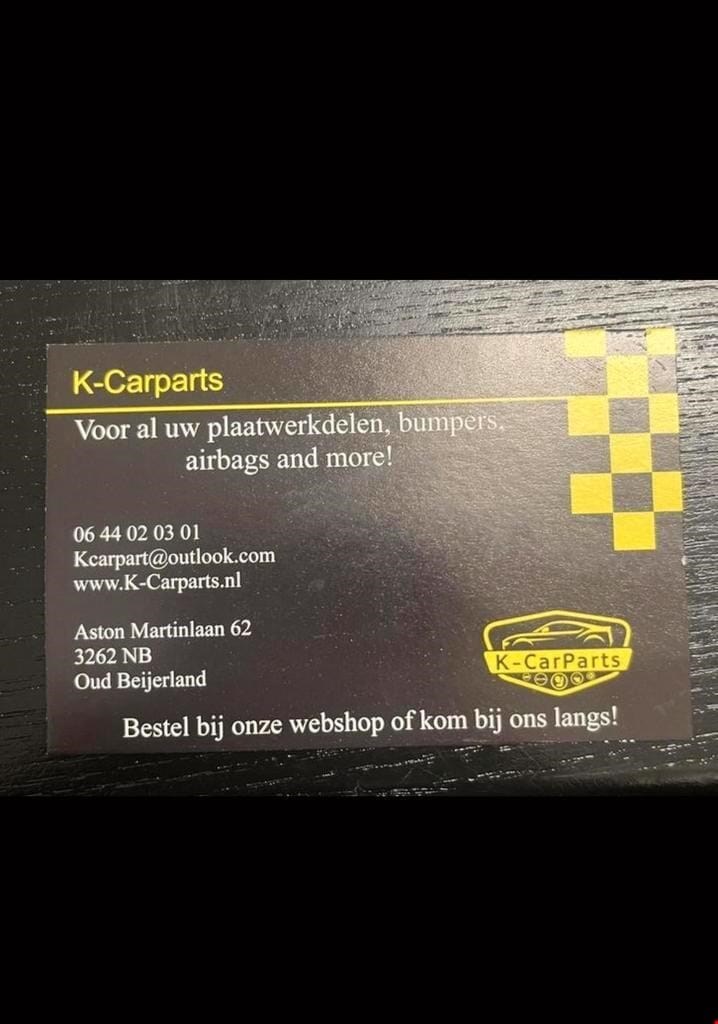 K-Carparts
Voor al uw plaatwerkdelen, bumpers,
airbags and more!
06 44 02 03 01
Kcarpart@outlook.com
www.K-Carparts.nl
Aston Martinlaan 62
3262 NB
Oud Beijerland
K-CarParts
Bestel bij onze webshop of kom bij ons langs!